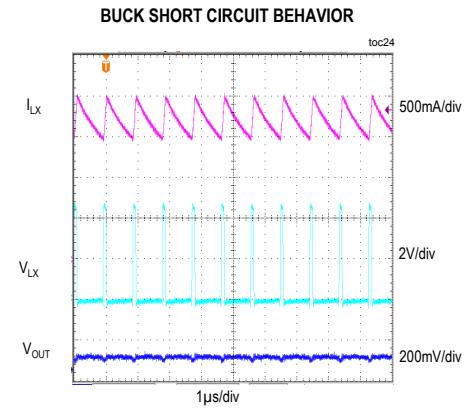 BUCK SHORT CIRCUIT BEHAVIOR
toc24
T
I_LX
500mA/div
V_LX
2V/div
V_OUT
200mV/div
1µs/div